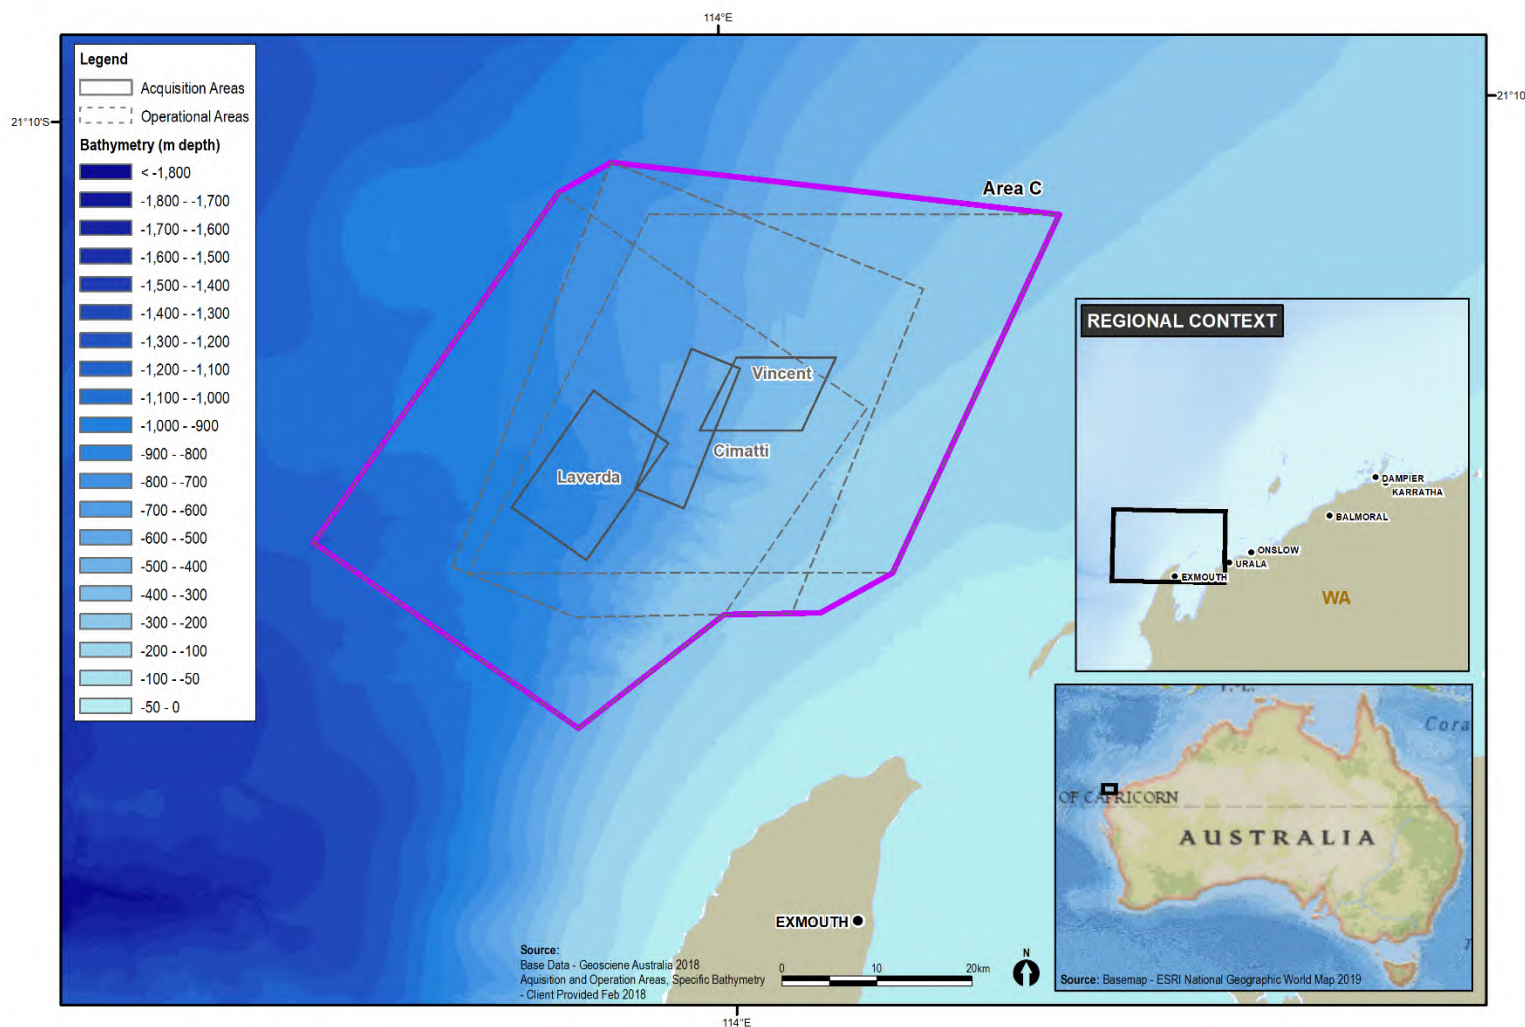 114°E
21°10'S
21°10
Legend
Acquisition Areas
Operational Areas
Bathymetry (m depth)
< -1,800
-1,800 - -1,700
-1,700 - -1,600
-1,600 - -1,500
-1,500 - -1,400
-1,400 - -1,300
-1,300 - -1,200
-1,200 - -1,100
-1,100 - -1,000
-1,000 - -900
-900 - -800
-800 - -700
-700 - -600
-600 - -500
-500 - -400
-400 - -300
-300 - -200
-200 - -100
-100 - -50
-50 - 0
Area C
Vincent
Cimatti
Laverda
REGIONAL CONTEXT
DAMPIER
KARRATHA
BALMORAL
ONSLOW
URALA
EXMOUTH
WA
Cora
OF CAPRICORN
AUSTRALIA
Source: Basemap - ESRI National Geographic World Map 2019
EXMOUTH
Source:
Base Data - Geosciene Australia 2018
Aquisition and Operation Areas, Specific Bathymetry
- Client Provided Feb 2018
0 10 20km
N
114°E